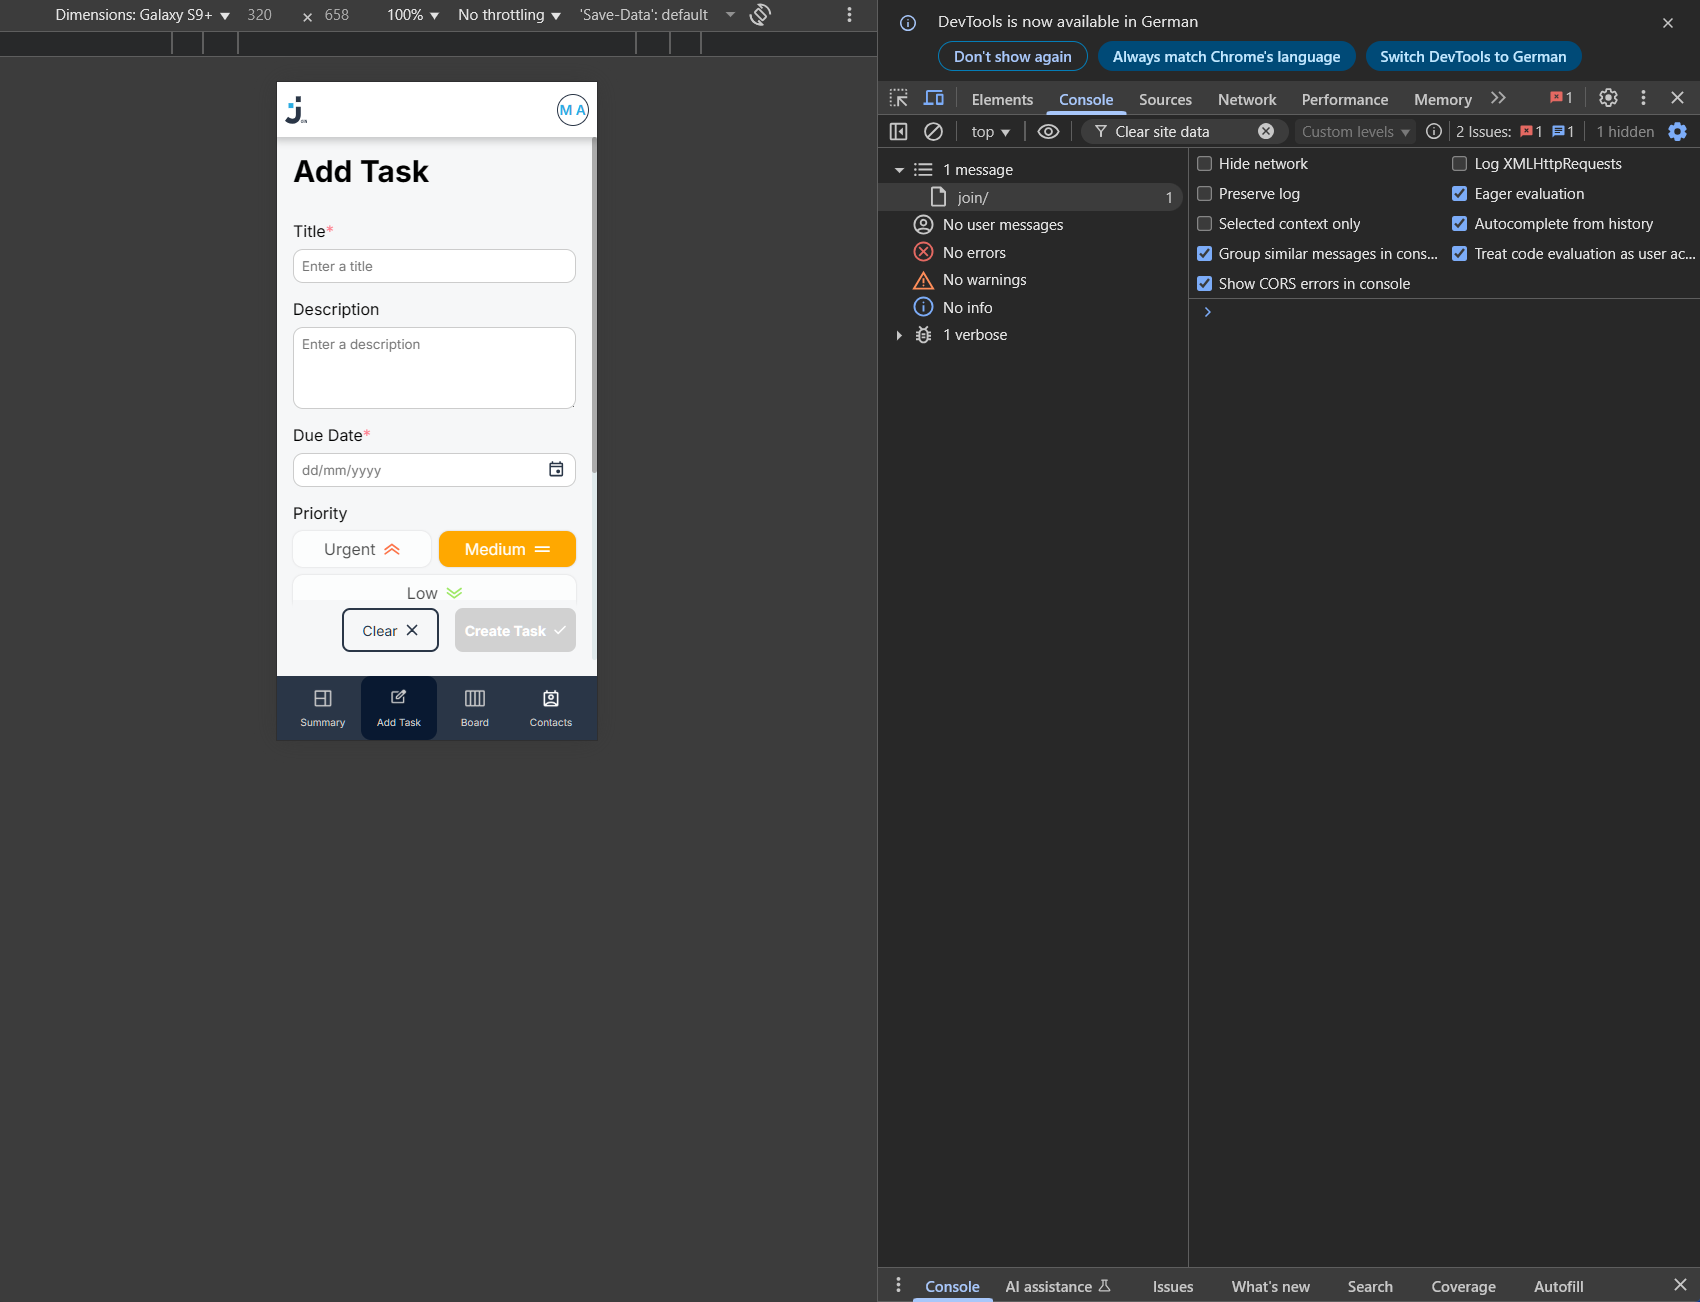 Dimensions: Galaxy S9+ 320 × 658 100% No throttling 'Save-Data': default
M A
Add Task
Title*
Enter a title
Description
Enter a description
Due Date*
dd/mm/yyyy
Priority
Urgent
Medium
Low
Clear
Create Task
Summary
Add Task
Board
Contacts
DevTools is now available in German
Don't show again
Always match Chrome's language
Switch DevTools to German
Elements Console Sources Network Performance Memory 1
top Clear site data Custom levels 2 Issues: 1 1 1 hidden
1 message
join/ 1
No user messages
No errors
No warnings
No info
1 verbose
Hide network
Log XMLHttpRequests
Preserve log
Eager evaluation
Selected context only
Autocomplete from history
Group similar messages in cons...
Treat code evaluation as user ac...
Show CORS errors in console
Console AI assistance Issues What's new Search Coverage Autofill